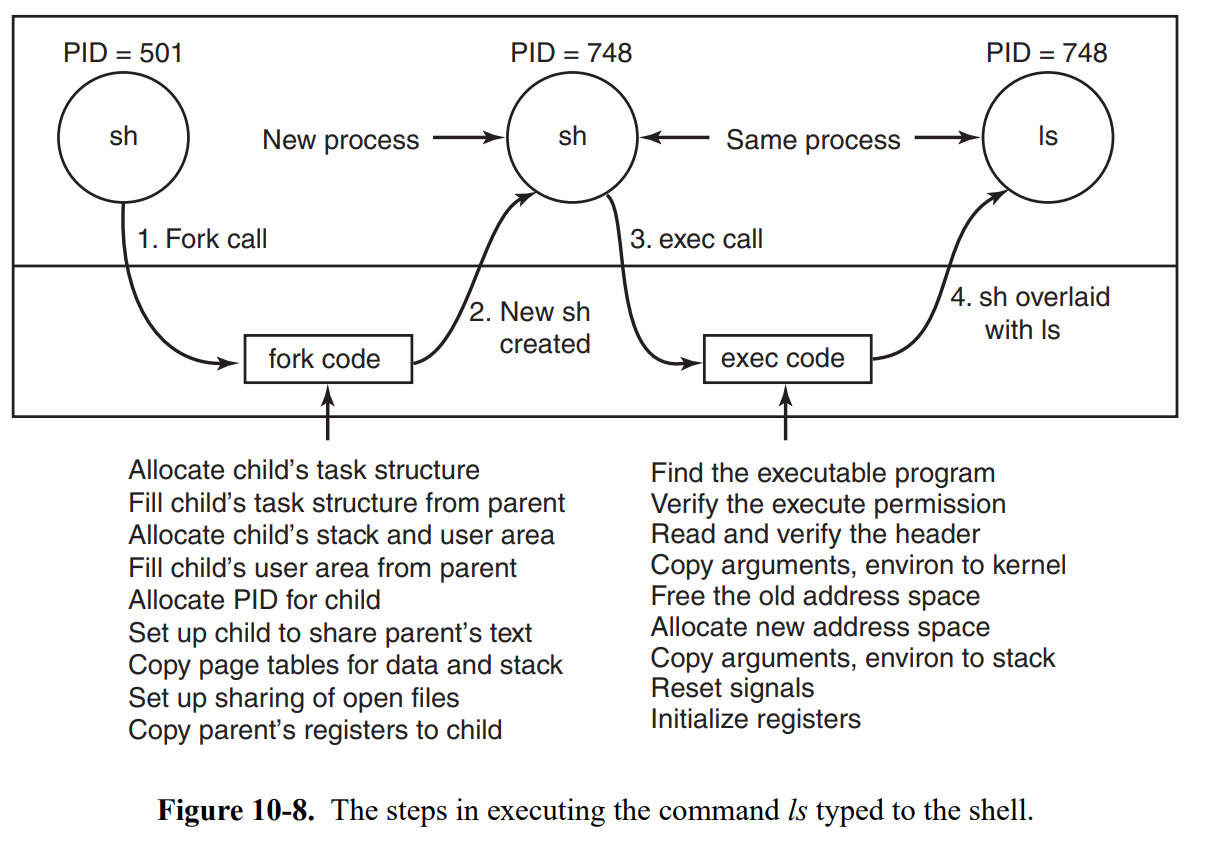 PID = 501
PID = 748
PID = 748
sh
New process
sh
Same process
ls
1. Fork call
3. exec call
2. New sh
created
4. sh overlaid
with ls
fork code
exec code
Allocate child’s task structure
Fill child’s task structure from parent
Allocate child’s stack and user area
Fill child’s user area from parent
Allocate PID for child
Set up child to share parent’s text
Copy page tables for data and stack
Set up sharing of open files
Copy parent’s registers to child
Find the executable program
Verify the execute permission
Read and verify the header
Copy arguments, environ to kernel
Free the old address space
Allocate new address space
Copy arguments, environ to stack
Reset signals
Initialize registers
Figure 10-8. The steps in executing the command ls typed to the shell.